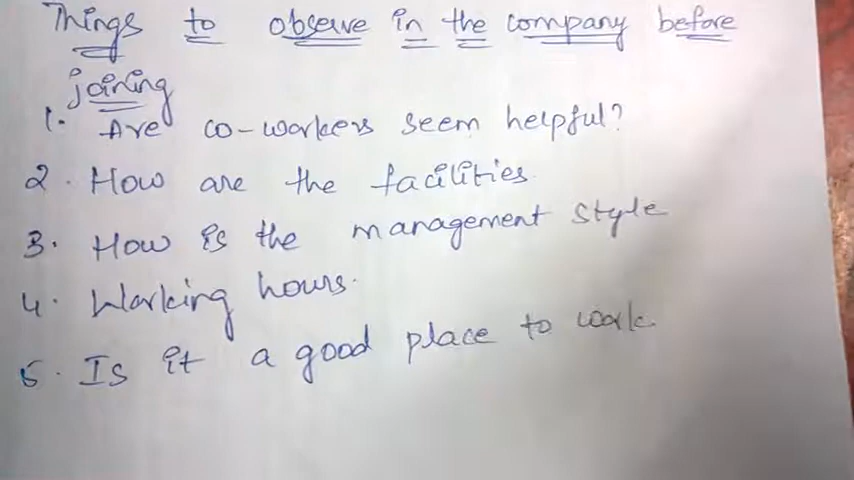 Things to observe in the company before
joining
1. Are co-workers seem helpful?
2. How are the facilities.
3. How is the management style
4. Working hours.
5. Is it a good place to work.